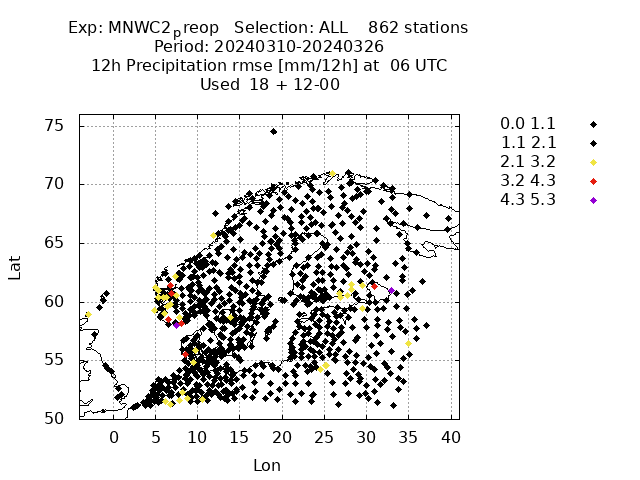 Exp: MNWC2preop Selection: ALL 862 stations
Period: 20240310-20240326
12h Precipitation rmse [mm/12h] at 06 UTC
Used 18 + 12-00
0.0 1.1
1.1 2.1
2.1 3.2
3.2 4.3
4.3 5.3
75
70
65
60
55
50
Lat
0 5 10 15 20 25 30 35 40
Lon